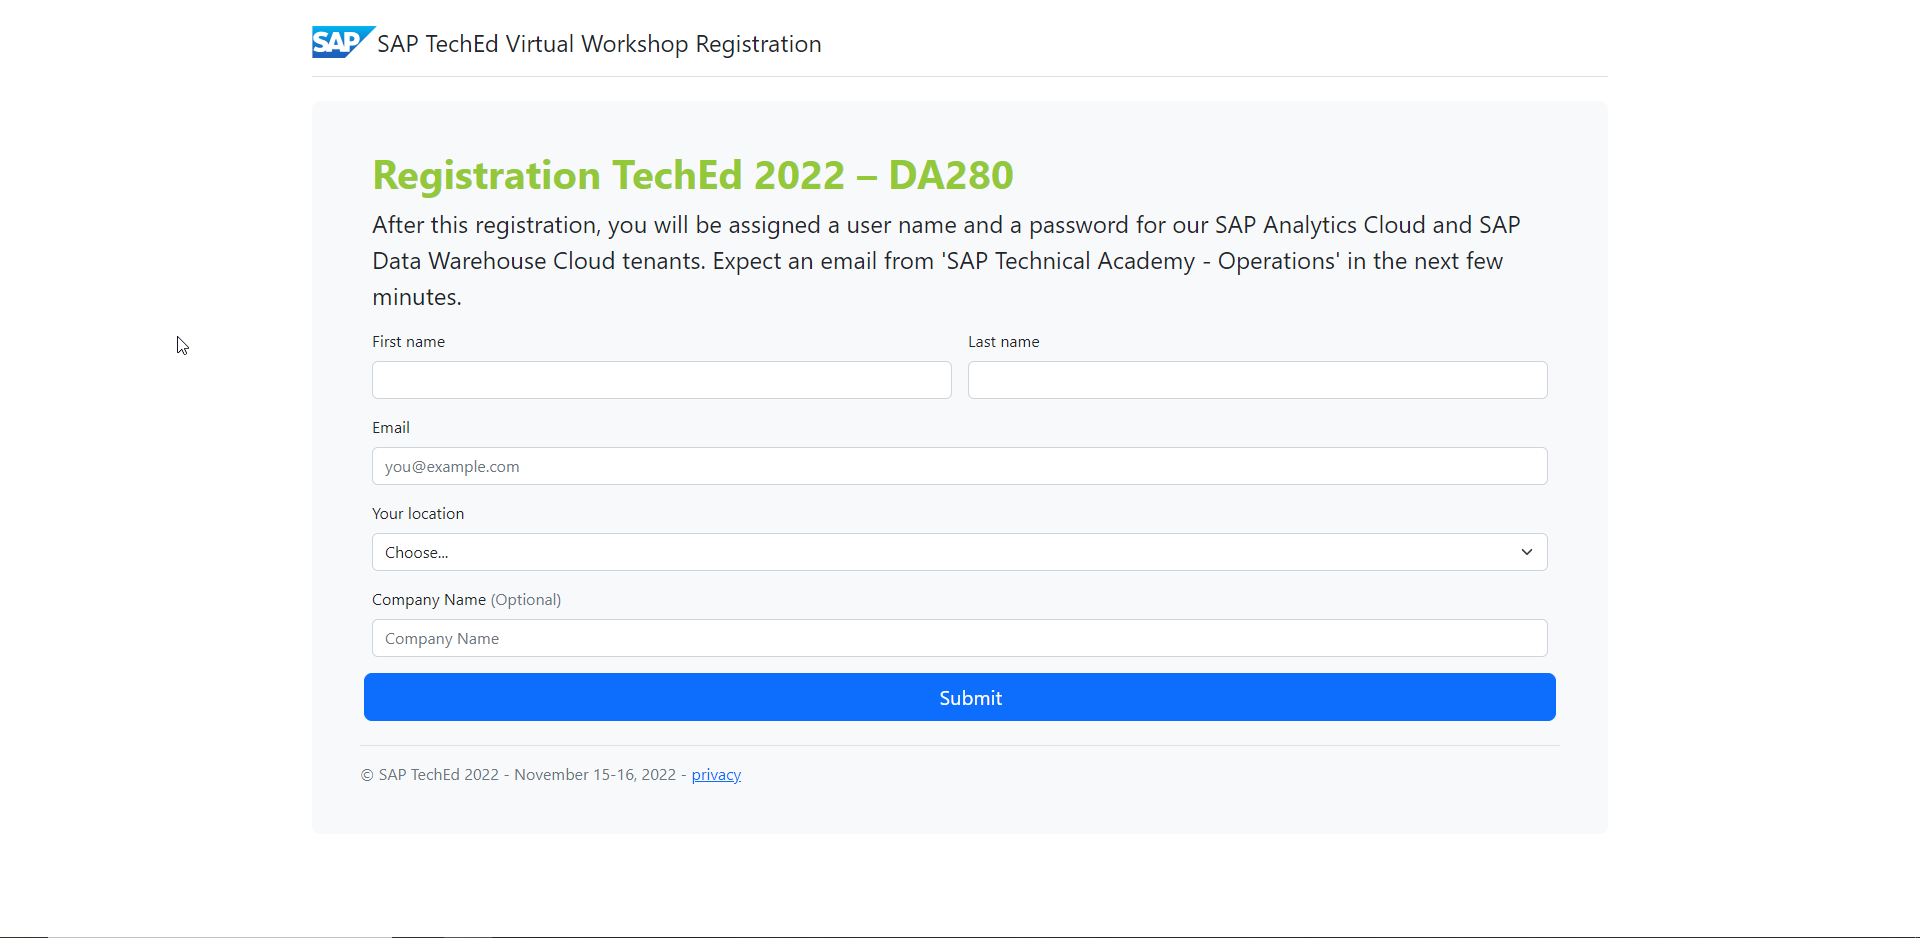 SAP SAP TechEd Virtual Workshop Registration
Registration TechEd 2022 – DA280
After this registration, you will be assigned a user name and a password for our SAP Analytics Cloud and SAP
Data Warehouse Cloud tenants. Expect an email from 'SAP Technical Academy - Operations' in the next few
minutes.
First name Last name
Email
you@example.com
Your location
Choose...
Company Name (Optional)
Company Name
Submit
© SAP TechEd 2022 - November 15-16, 2022 - privacy